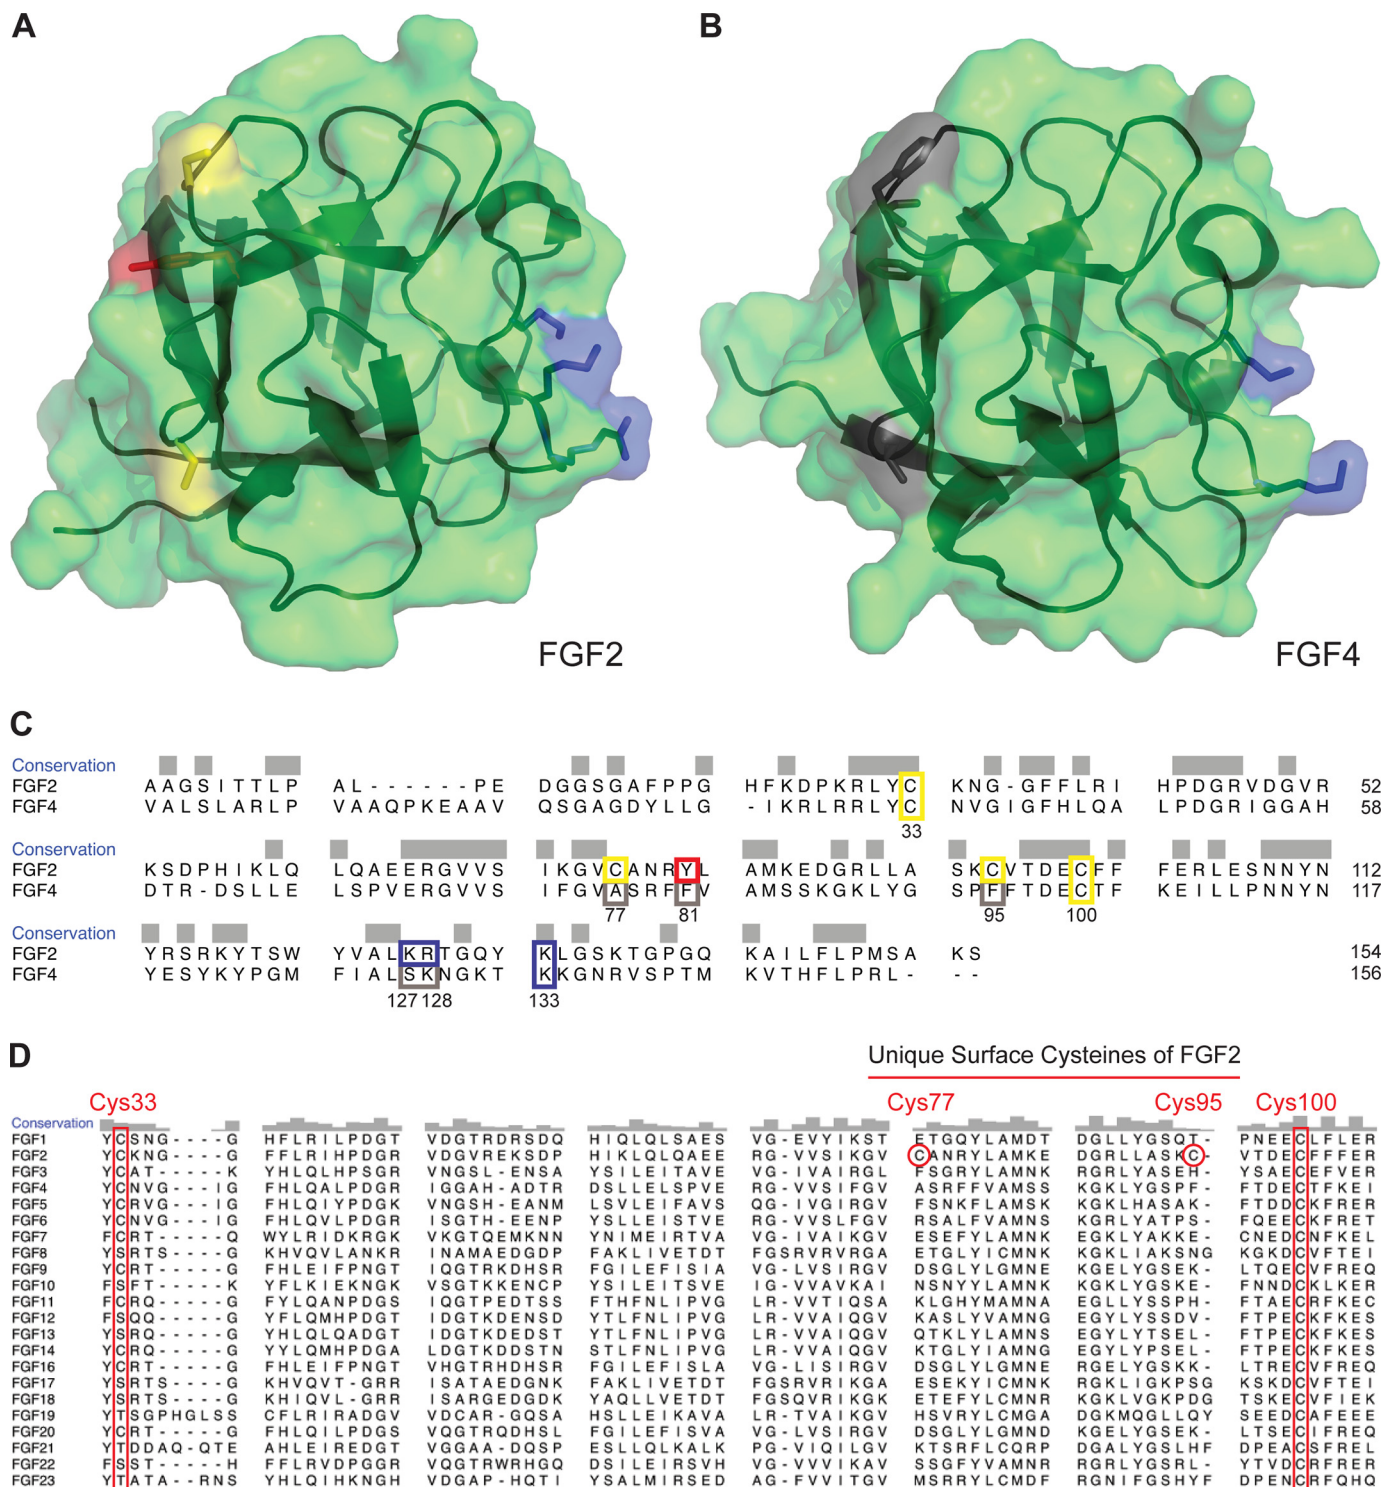 A
B
FGF2
FGF4
C
Conservation
FGF2 AAGSITTLP AL------PE DGGSGAFPPG HFKDPKRLYC KNG-GFFLRI HPDGRVDGVR 52
FGF4 VALSLARLP VAAQPKEAAV QSGAGDYLLG -IKRLRRLYC NVGIGFHLQA LPDGRIGGAH 58
33
Conservation
FGF2 KSDPHIKLQ LQAEERGVVS IKGVCANRYL AMKEDGRLLA SKCVTDECFF FERLESNNYN 112
FGF4 DTR-DSLLE LSPVERGVVS IFGVASRFFV AMSSKGKLYG SPFFTDECTF KEILLPNNYN 117
77 81 95 100
Conservation
FGF2 YRSRKYTSW YVALKRTGQY KLGSKTGPGQ KAILFLPMSA KS 154
FGF4 YESYKYPGM FIALSKNGKT KKGNRVSPTM KVTHFLPRL- -- 156
127 128 133
D
Unique Surface Cysteines of FGF2
Cys33 Cys77 Cys95 Cys100
Conservation
FGF1 YCSNG----G HFLRILPDGT VDGTRDRSDQ HIQLQLSAES VG-EVYIKST ETGQYLAMDT DGLLYGSQT- PNEECLFLER
FGF2 YCKNG----G FFLRIHPDGR VDGVREKSDP HIKLQLQAEE RG-VVSIKGV CANRYLAMKE DGRLLASKC- VTDECFFFER
FGF3 YCAT-----K YHLQLHPSGR VNGSL-ENSA YSILEITAVE VG-IVAIRGL FSGRYLAMNK RGRLYASEH- YSAECEFVER
FGF4 YCNVG---IG FHLQALPDGR IGGAH-ADTR DSLLELSPVE RG-VVSIFGV ASRFFVAMSS KGKLYGSPF- FTDECTFKEI
FGF5 YCNVG---IG FHLQIYPDGK VNGSH-EANM LSVLEIFAVS QG-IVGIRGV FSNKFLAMSK KGKLHASAK- FTDDCKFRER
FGF6 YCNVG---IG FHLQVLPDGR ISGTH-EENP YSLLEISTVE RG-VVSLFGV RSALFVAMNS KGRLYATPS- FQEECKFRET
FGF7 FCRT-----Q WYLRIDKRGK VKGTQEMKNN YNIMEIRTVA VG-IVAIKGV ESEFYLAMNK EGKLYAKKE- CNEDCNFKEL
FGF8 YSRTS----G KHVQVLANKR INAMAEDGDP FAKLIVETDT FGSRVRVRGA ETGLYICMNK KGKLIAKSNG KGKDCVFTEI
FGF9 YCRT-----G FHLEIFPNGT IQGTRKDHSR FGILEFISIA VG-LVSIRGV DSGLYLGMNE KGELYGSEK- LTQECVFREQ
FGF10 FSFT-----K YFLKIEKNGK VSGTKKENCP YSILEITSVE IG-VVAVKAI NSNYYLAMNK KGKLYGSKE- FNNDCKLKER
FGF11 FCRQ-----G FYLQANPDGS IQGTPEDTSS FTHFNLIPVG LR-VVTIQSA KLGHYMAMNA EGLLYSSPH- FTAECRFKEC
FGF12 FSQQ-----G YFLQMHPDGT IDGTKDENSD YTLFNLIPVG LR-VVAIQGV KASLYVAMNG EGYLYSSDV- FTPECKFKES
FGF13 YSRQ-----G YHLQLQADGT IDGTKDEDST YTLFNLIPVG LR-VVAIQGV QTKLYLAMNS EGYLYTSEL- FTPECKFKES
FGF14 YCRQ-----G YYLQMHPDGA LDGTKDDSTN STLFNLIPVG LR-VVAIQGV KTGLYIAMNG EGYLYPSEL- FTPECKFKES
FGF16 YCRT-----G FHLEIFPNGT VHGTRHDHSR FGILEFISLA VG-LISIRGV DSGLYLGMNE RGELYGSKK- LTRECVFREQ
FGF17 YSRTS----G KHIQVT-GRR ISATAEDGNK FAKLIVETDT FGSRVRIKGA ESEKYICMNK RGKLIGKPSG KSKDCVFTEI
FGF18 YSRTS----G KHIQVL-GRR ISARGEDGDK YAQLLVETDT FGSQVRIKGK ETEFYLCMNR KGKLVGKPDG TSKECVFIEK
FGF19 YTSGPHGLSS CFLRIRADGV VDCAR-GQSA HSLLEIKAVA LR-TVAIKGV HSVRYLCMGA DGKMQGLLQY SEEDCAFEEE
FGF20 YCRT-----G FHLQILPDGS VQGTRQDHSL FGILEFISVA VG-LVSIRGV DSGLYLGMND KGELYGSEK- LTSECIFREQ
FGF21 YTDDAQ-QTE AHLEIREDGT VGGAA-DQSP ESLLQLKALK PG-VIQILGV KTSRFLCQRP DGALYGSLHF DPEACSFREL
FGF22 FSST-----G FFLRVDPGGR VQGTRWRHGQ DSILEIRSVH VG-VVVIKAV SSGFYVAMNR RGRLYGSRL- YTVDCRFRER
FGF23 YTATA---RNS YHLQIHKNGH VDGAP-HQTI YSALMIRSED AG-FVVITGV MSRRYLCMDF RGNIFGSHYF DPENCRFQHQ